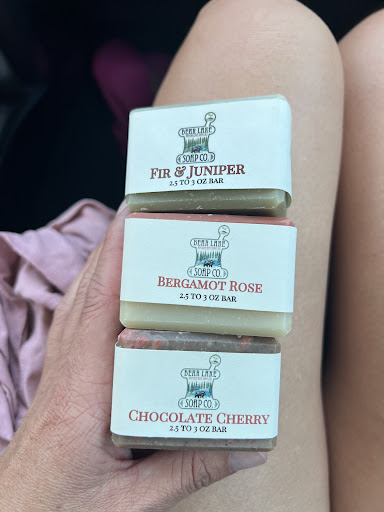 BEAR LAKE
SOAP CO.
FIR & JUNIPER
2.5 TO 3 OZ BAR
BEAR LAKE
SOAP CO.
BERGAMOT ROSE
2.5 TO 3 OZ BAR
BEAR LAKE
SOAP CO.
CHOCOLATE CHERRY
2.5 TO 3 OZ BAR